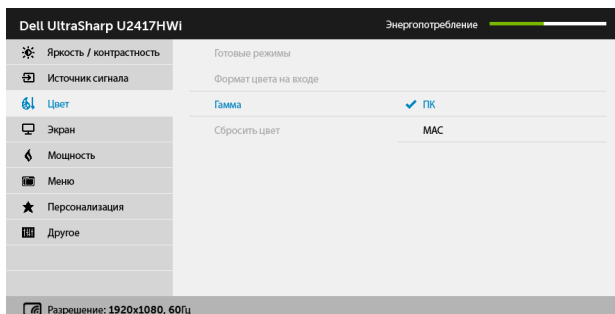 Dell UltraSharp U2417HWi
Энергопотребление
Яркость / контрастность
Готовые режимы
Источник сигнала
Формат цвета на входе
Цвет
Гамма
ПК
Экран
Сбросить цвет
MAC
Мощность
Меню
Персонализация
Другое
Разрешение: 1920x1080, 60Гц